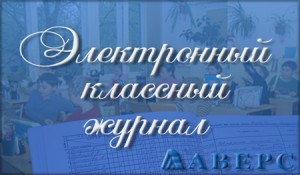 Электронный
классный
журнал
АВЕРС